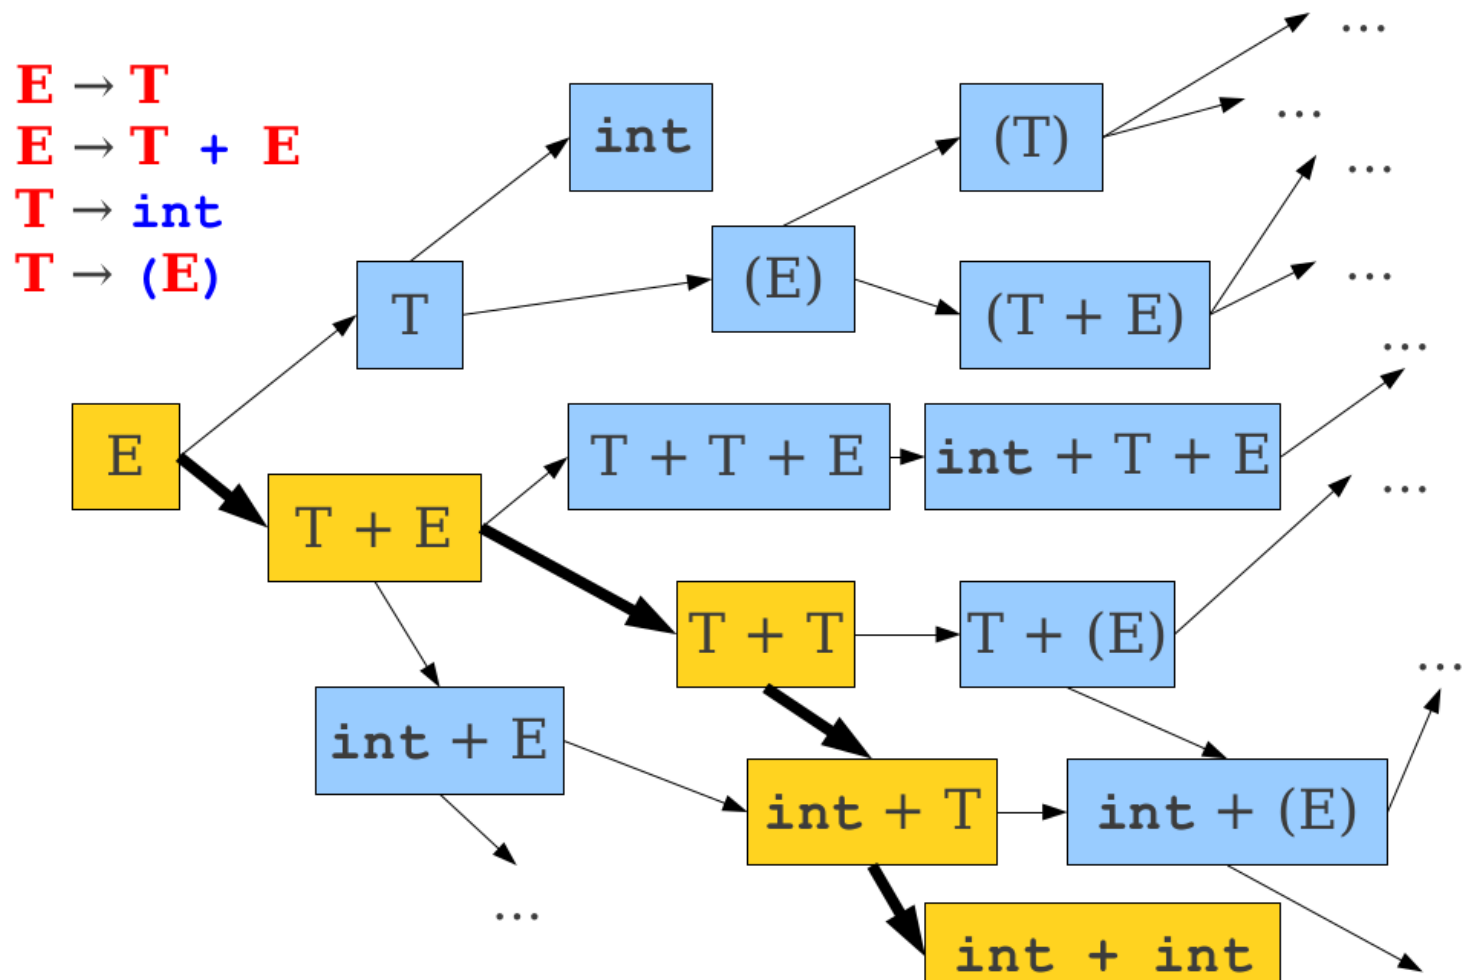 E → T
E → T + E
T → int
T → (E)
...
...
int
(T)
...
(E)
T
(T + E)
...
...
E
T + T + E
int + T + E
...
T + E
T + T
T + (E)
...
int + E
int + T
int + (E)
...
int + int